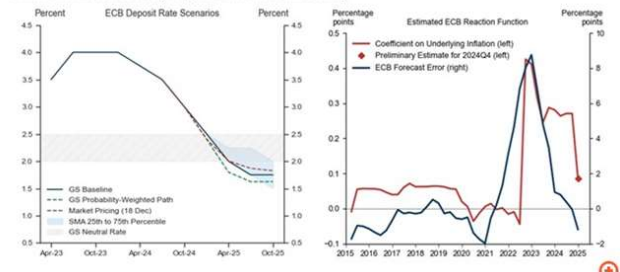 Percent ECB Deposit Rate Scenarios Percent
4.5 4.5
4.0 4.0
3.5 3.5
3.0 3.0
2.5 2.5
2.0 2.0
1.5 1.5
1.0 1.0
0.5 0.5
GS Baseline
GS Probability-Weighted Path
Market Pricing (18 Dec)
SMA 25th to 75th Percentile
GS Neutral Rate
Apr-23 Oct-23 Apr-24 Oct-24 Apr-25 Oct-25
Percentage points Estimated ECB Reaction Function Percentage points
0.5 10
0.4 8
0.3 6
0.2 4
0.1 2
0.0 0.0
-0.1 -2
Coefficient on Underlying Inflation (left)
Preliminary Estimate for 2024Q4 (left)
ECB Forecast Error (right)
2015 2016 2017 2018 2019 2020 2021 2022 2023 2024 2025